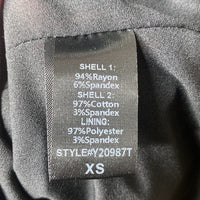 SHELL 1:
94%Rayon
6%Spandex
SHELL 2:
97%Cotton
3%Spandex
LINING:
97%Polyester
3%Spandex
STYLE#Y20987T
XS